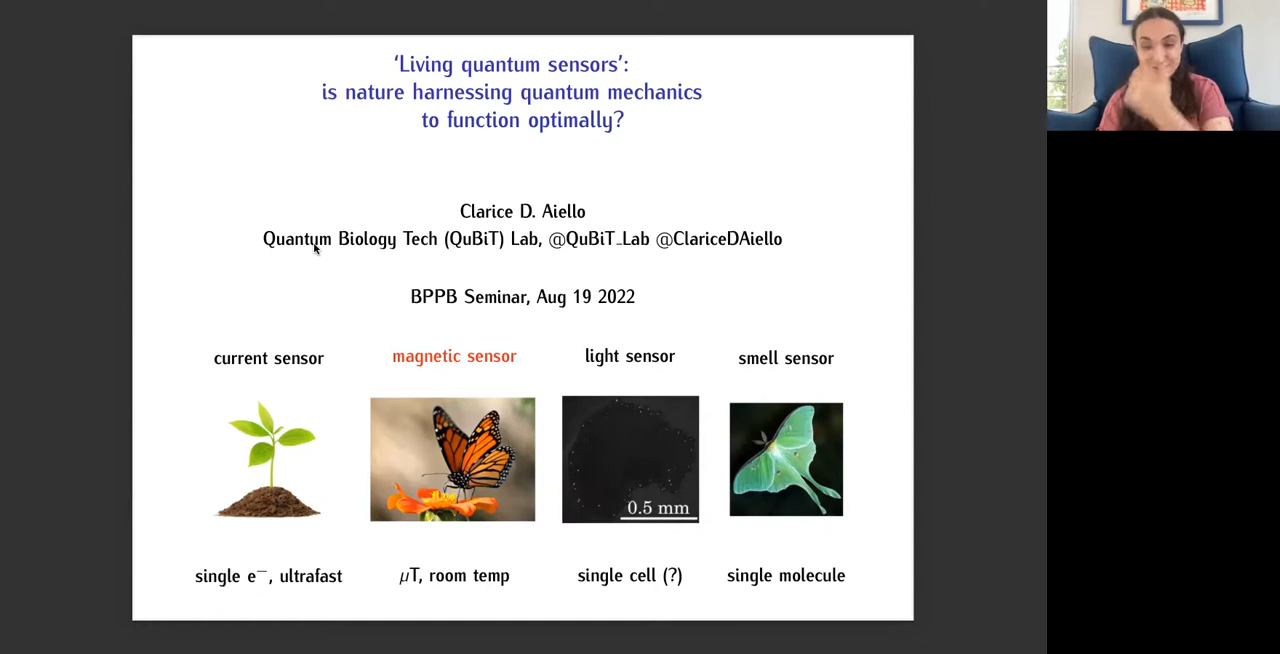 ‘Living quantum sensors’:
is nature harnessing quantum mechanics
to function optimally?
Clarice D. Aiello
Quantum Biology Tech (QuBiT) Lab, @QuBiT_Lab @ClariceDAiello
BPPB Seminar, Aug 19 2022
current sensor
magnetic sensor
light sensor
smell sensor
0.5 mm
single e⁻, ultrafast
μT, room temp
single cell (?)
single molecule